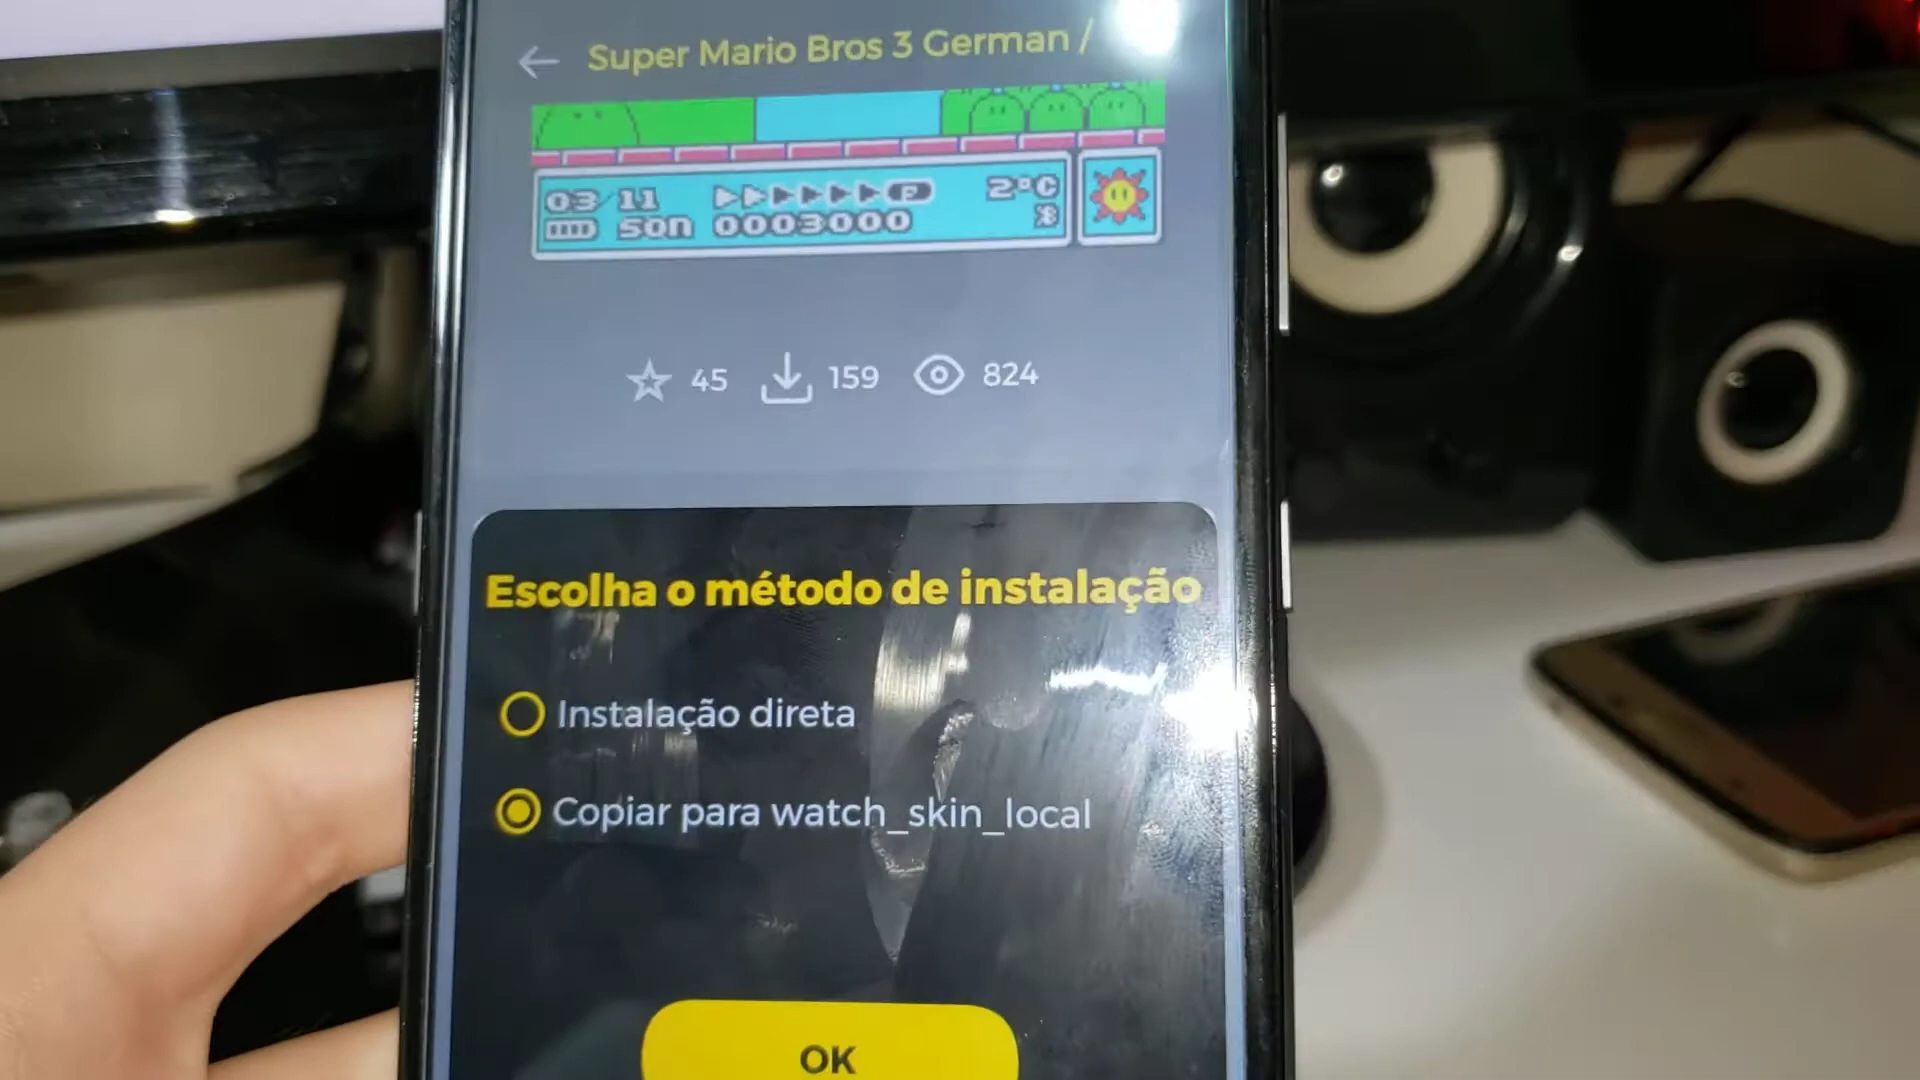 Super Mario Bros 3 German /
03/11 P 2°C
SON 0003000
45 159 824
Escolha o método de instalação
Instalação direta
Copiar para watch_skin_local
OK